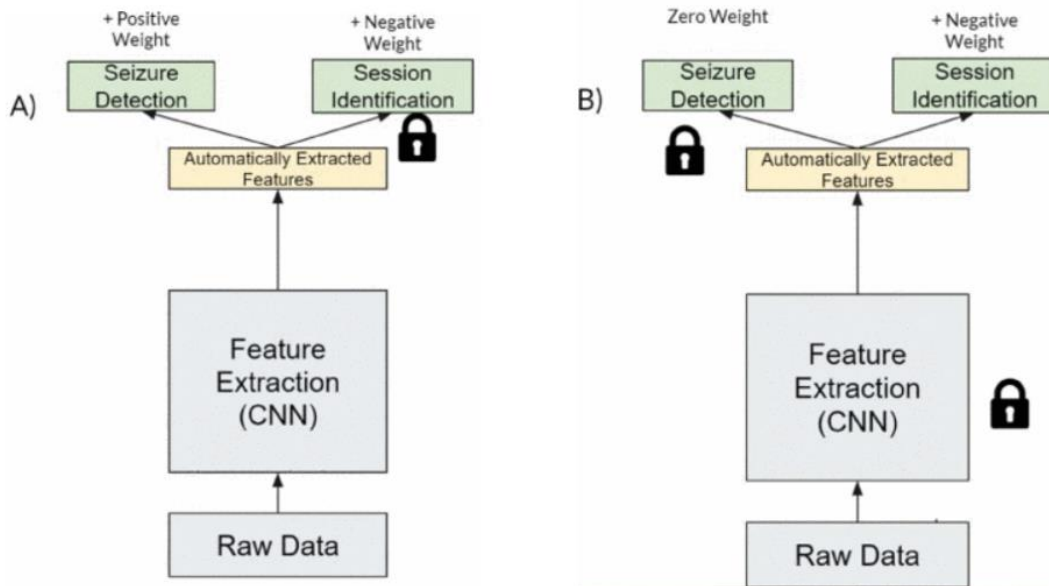 + Positive
Weight
+ Negative
Weight
A)
Seizure
Detection
Session
Identification
Automatically Extracted
Features
Feature
Extraction
(CNN)
Raw Data
Zero Weight
+ Negative
Weight
B)
Seizure
Detection
Session
Identification
Automatically Extracted
Features
Feature
Extraction
(CNN)
Raw Data